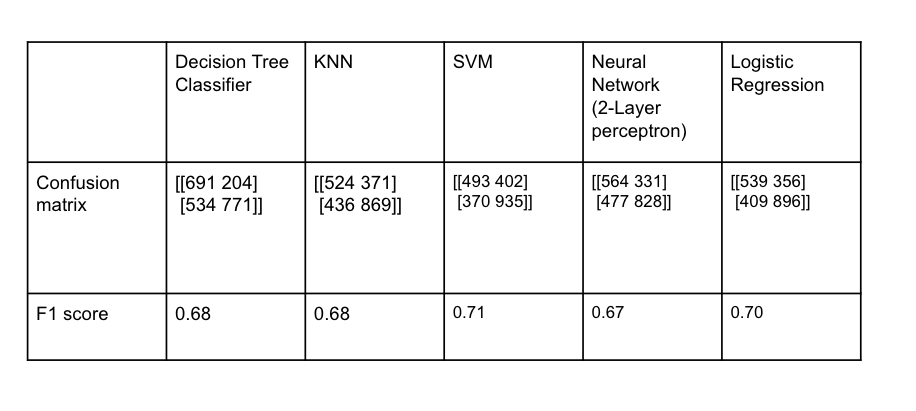 Decision Tree
Classifier
KNN
SVM
Neural
Network
(2-Layer
perceptron)
Logistic
Regression
Confusion
matrix
[[691 204]
[534 771]]
[[524 371]
[436 869]]
[[493 402]
[370 935]]
[[564 331]
[477 828]]
[[539 356]
[409 896]]
F1 score
0.68
0.68
0.71
0.67
0.70